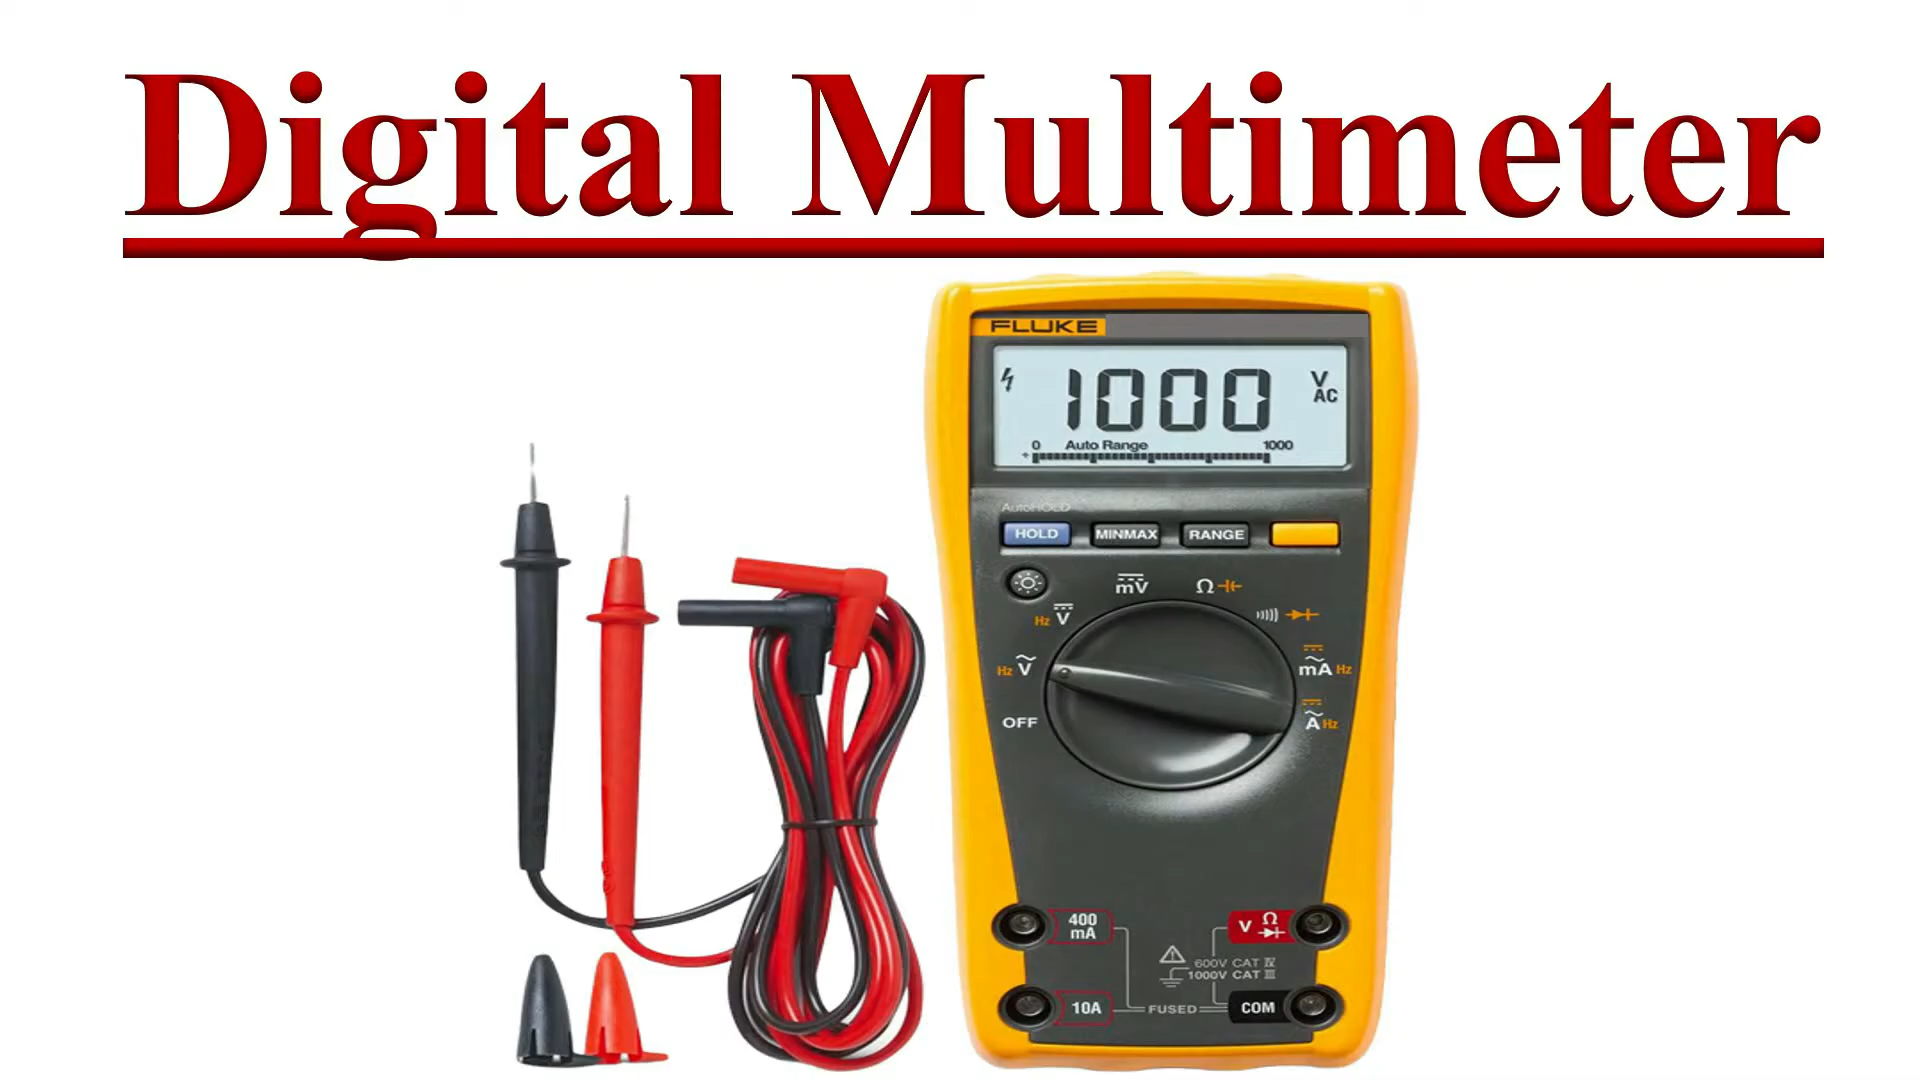 Digital Multimeter
FLUKE
1000
V
AC
0 Auto Range 1000
AutoHOLD
HOLD MINMAX RANGE
mV Ω
Hz V
Hz V
mA Hz
OFF
A Hz
400
mA
V Ω
600V CAT IV
1000V CAT III
10A
FUSED
COM